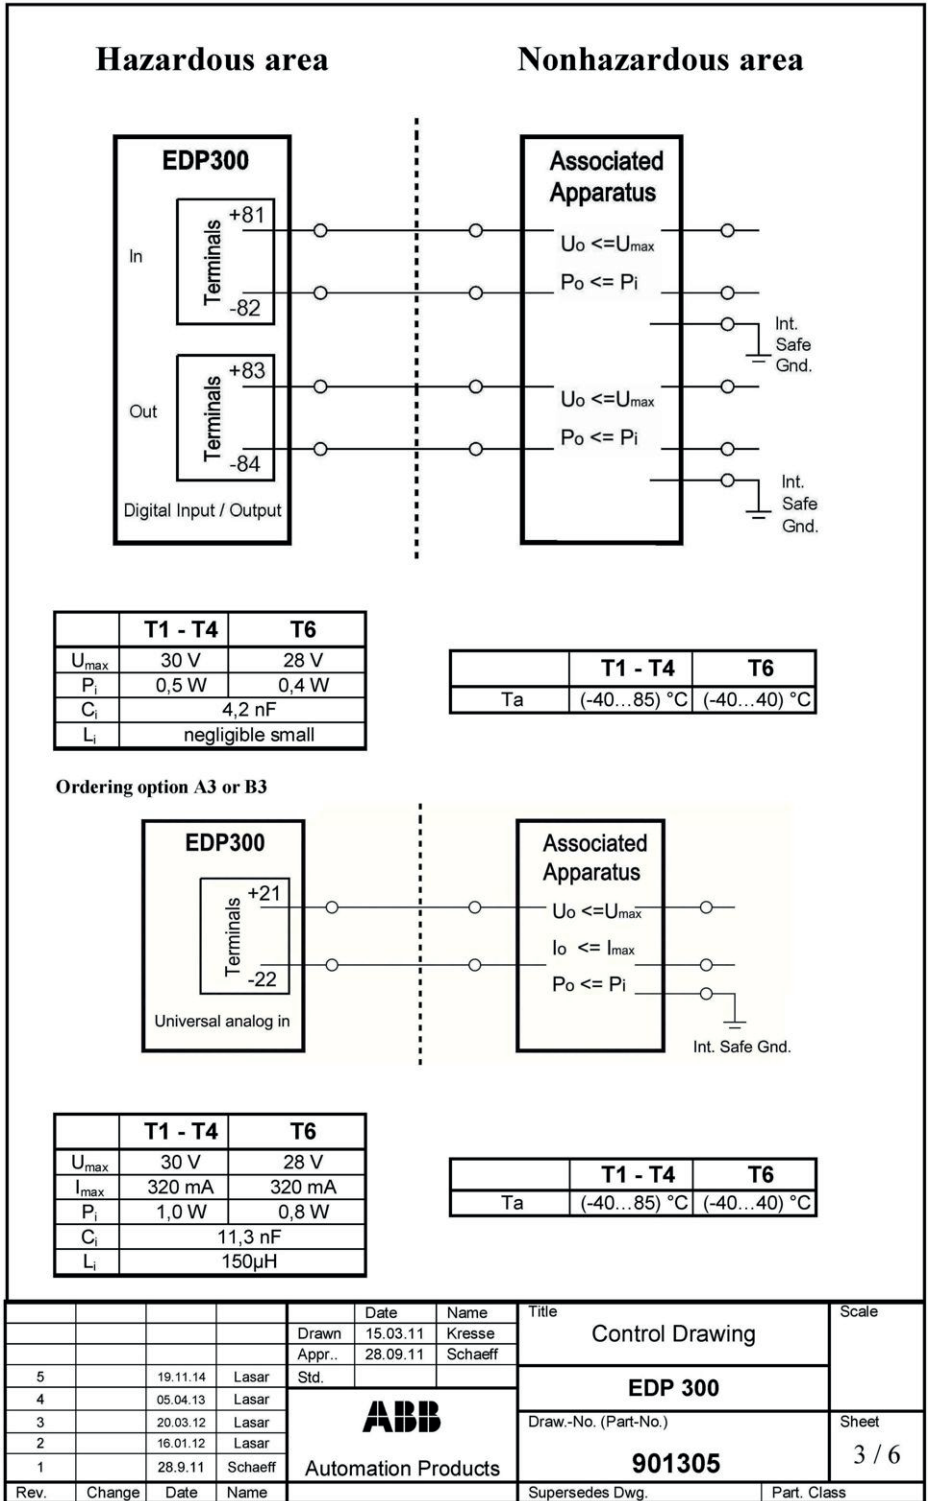 Hazardous area
Nonhazardous area
EDP300
Terminals
+81
-82
In
Terminals
+83
-84
Out
Digital Input / Output
Associated
Apparatus
Uo <=Umax
Po <= Pi
Uo <=Umax
Po <= Pi
Int.
Safe
Gnd.
Int.
Safe
Gnd.
T1 - T4 T6
Umax 30 V 28 V
Pi 0,5 W 0,4 W
Ci 4,2 nF
Li negligible small
T1 - T4 T6
Ta (-40...85) °C (-40...40) °C
Ordering option A3 or B3
EDP300
Terminals
+21
-22
Universal analog in
Associated
Apparatus
Uo <=Umax
Io <= Imax
Po <= Pi
Int. Safe Gnd.
T1 - T4 T6
Umax 30 V 28 V
Imax 320 mA 320 mA
Pi 1,0 W 0,8 W
Ci 11,3 nF
Li 150µH
T1 - T4 T6
Ta (-40...85) °C (-40...40) °C
5 19.11.14 Lasar
4 05.04.13 Lasar
3 20.03.12 Lasar
2 16.01.12 Lasar
1 28.9.11 Schaeff
Rev. Change Date Name
Date Name
Drawn 15.03.11 Kresse
Appr.. 28.09.11 Schaeff
Std.
ABB
Automation Products
Title
Control Drawing
EDP 300
Draw.-No. (Part-No.)
901305
Supersedes Dwg.
Scale
Sheet
3 / 6
Part. Class